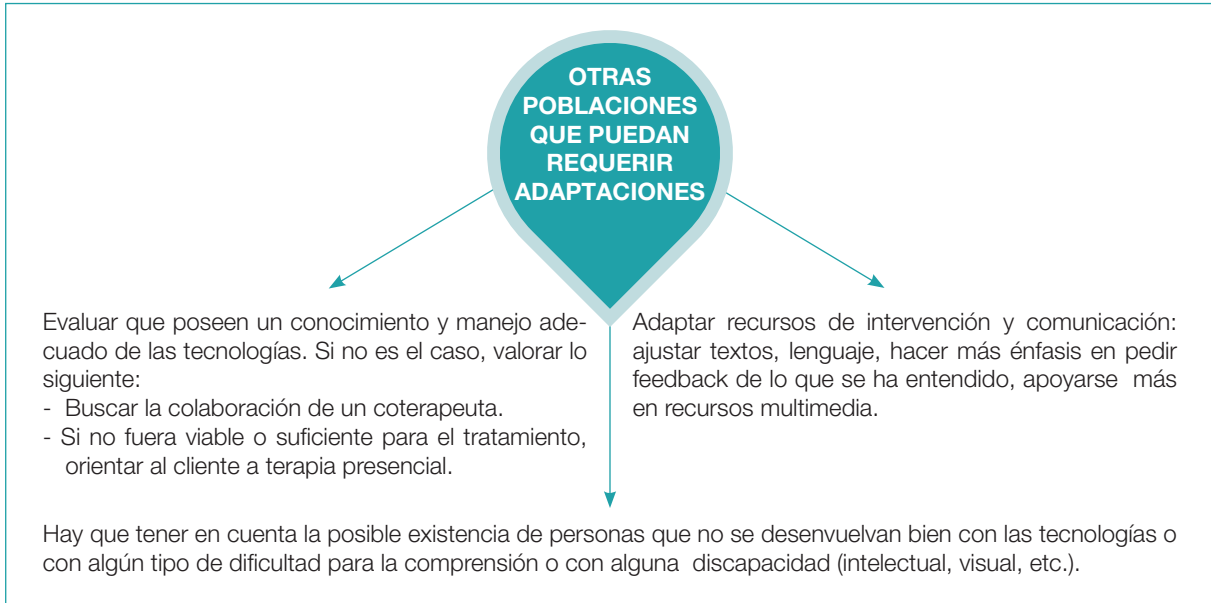 OTRAS
POBLACIONES
QUE PUEDAN
REQUERIR
ADAPTACIONES
Evaluar que poseen un conocimiento y manejo ade-
cuado de las tecnologías. Si no es el caso, valorar lo
siguiente:
- Buscar la colaboración de un coterapeuta.
- Si no fuera viable o suficiente para el tratamiento,
orientar al cliente a terapia presencial.
Adaptar recursos de intervención y comunicación:
ajustar textos, lenguaje, hacer más énfasis en pedir
feedback de lo que se ha entendido, apoyarse más
en recursos multimedia.
Hay que tener en cuenta la posible existencia de personas que no se desenvuelvan bien con las tecnologías o
con algún tipo de dificultad para la comprensión o con alguna discapacidad (intelectual, visual, etc.).